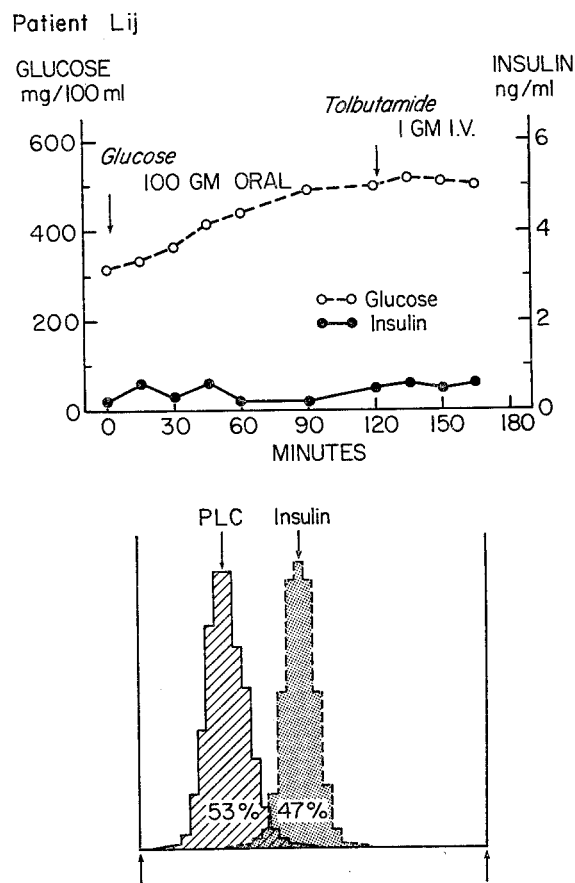 Patient Lij
GLUCOSE
mg/100 ml
INSULIN
ng/ml
Tolbutamide
1 GM I.V.
600
6
Glucose
100 GM ORAL
400
4
Glucose
Insulin
200
2
0
0
0 30 60 90 120 150 180
MINUTES
PLC Insulin
53% 47%